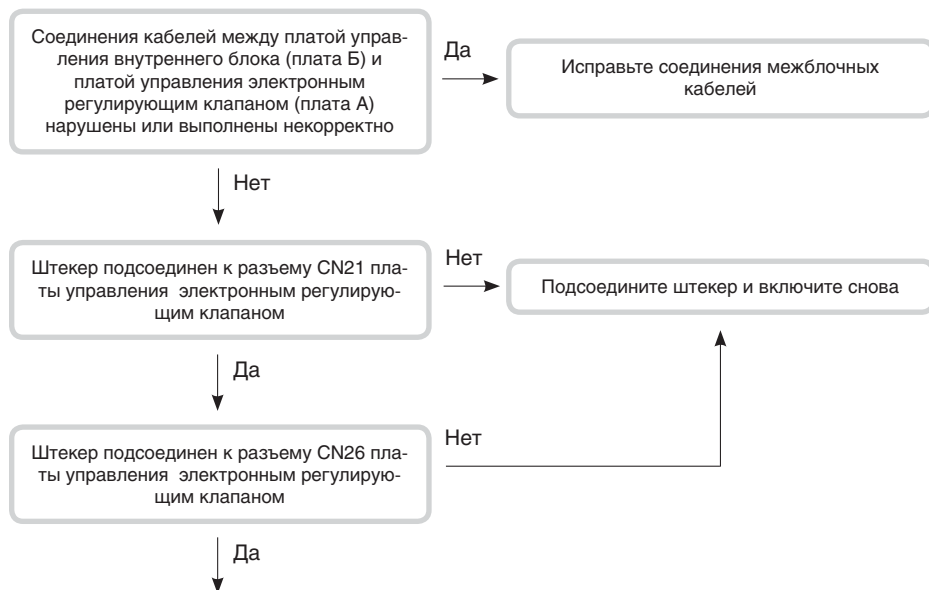 Соединения кабелей между платой управ-
ления внутреннего блока (плата Б) и
платой управления электронным
регулирующим клапаном (плата А)
нарушены или выполнены некорректно
Да
Исправьте соединения межблочных
кабелей
Нет
Штекер подсоединен к разъему CN21 пла-
ты управления электронным регулирую-
щим клапаном
Нет
Подсоедините штекер и включите снова
Да
Штекер подсоединен к разъему CN26 пла-
ты управления электронным регулирую-
щим клапаном
Нет
Да